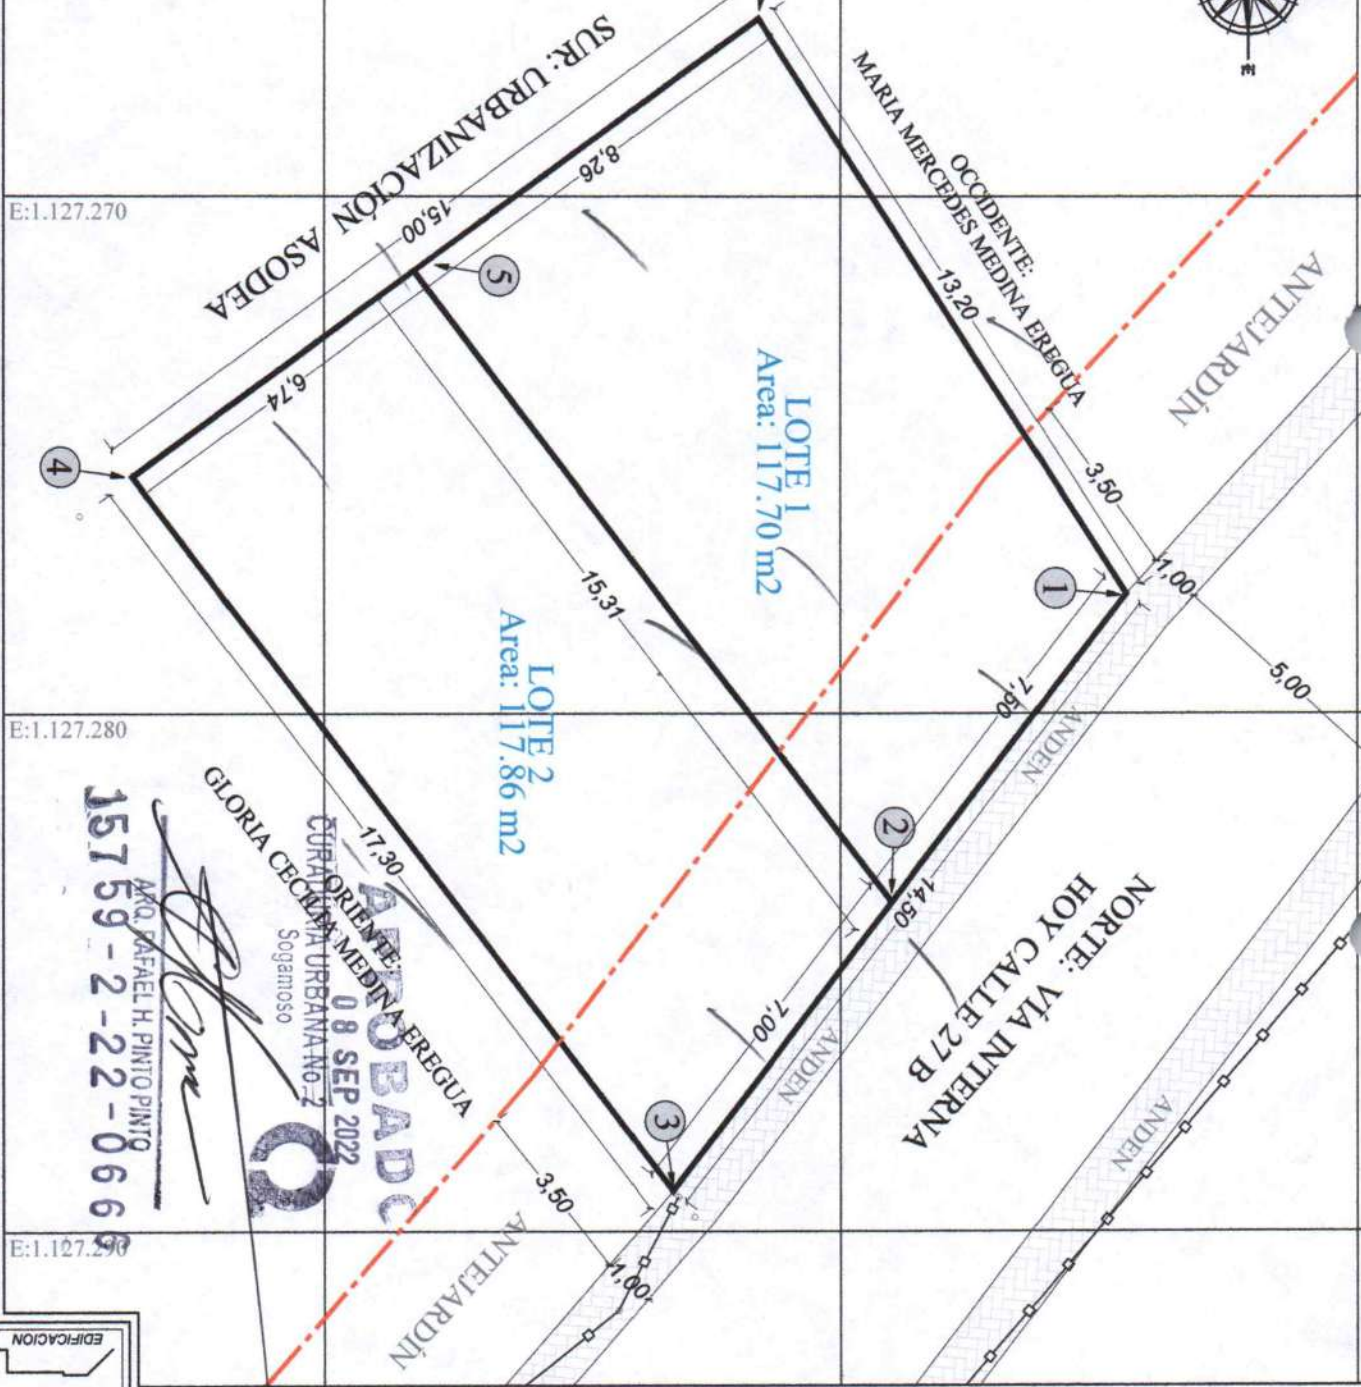 E
MARIA MERCEDES MEDINA EREGUA
OCCIDENTE:
13,20
3,50
1,00
5,00
ANTEJARDÍN
SUR: URBANIZACIÓN ASODEA
15,00
8,26
6,74
E:1.127.270
5
4
LOTE 1
Area: 117.70 m2
1
7,50
ANDEN
15,31
LOTE 2
Area: 117.86 m2
E:1.127.280
2
14,50
NORTE: VÍA INTERNA
HOY CALLE 27 B
ANDEN
7,00
ANDEN
3
17,30
ORIENTE:
GLORIA CECILIA MEDINA EREGUA
APROBADO
08 SEP 2022
CURADURIA URBANA No. 2
Sogamoso
ARQ. RAFAEL H. PINTO PINTO
15759-2-22-0666
3,50
1,00
ANTEJARDÍN
E:1.127.290
EDIFICACION